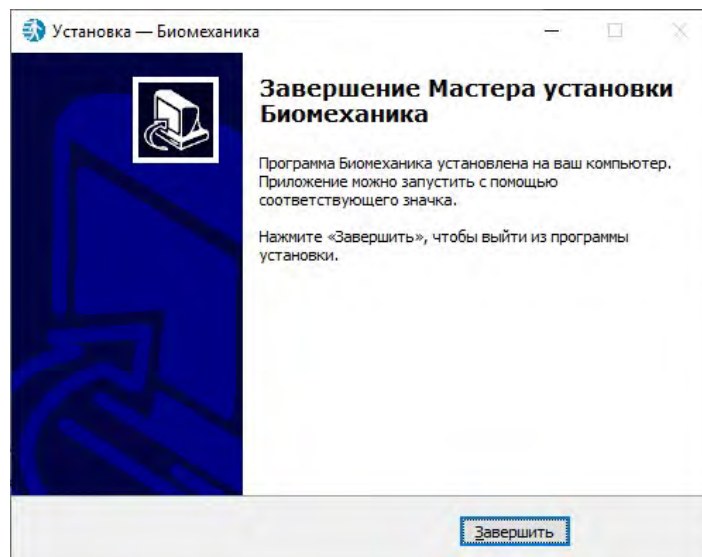 Установка — Биомеханика
Завершение Мастера установки
Биомеханика
Программа Биомеханика установлена на ваш компьютер.
Приложение можно запустить с помощью
соответствующего значка.
Нажмите «Завершить», чтобы выйти из программы
установки.
Завершить